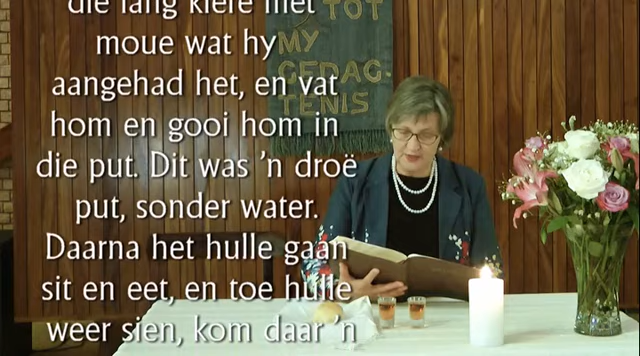 die lang klere met
moue wat hy
aangehad het, en vat
hom en gooi hom in
die put. Dit was 'n droë
put, sonder water.
Daarna het hulle gaan
sit en eet, en toe hulle
weer sien, kom daar 'n
TOT
MY
GEDAG-
TENIS